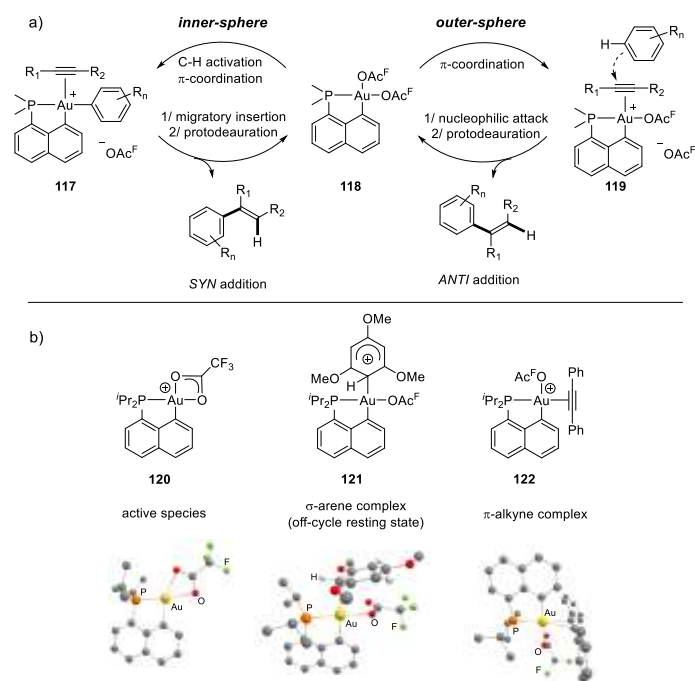 a)
inner-sphere
outer-sphere
H
Rn
R1
R2
C-H activation
π-coordination
OAcF
π-coordination
R1
R2
Au
+
Rn
P
P
Au
OAcF
P
Au
+
OAcF
1/ migratory insertion
2/ protodeauration
1/ nucleophilic attack
2/ protodeauration
−OAcF
−OAcF
117
118
119
R1
R2
H
Rn
Rn
R2
H
R1
SYN addition
ANTI addition
b)
OMe
CF3
O
O
+
MeO
OMe
H
AcFO
Ph
iPr2P
Au
+
iPr2P
Au
OAcF
iPr2P
Au
+
Ph
120
121
122
active species
σ-arene complex
(off-cycle resting state)
π-alkyne complex
F
P
O
Au
H
P
Au
O
F
P
Au
O
F